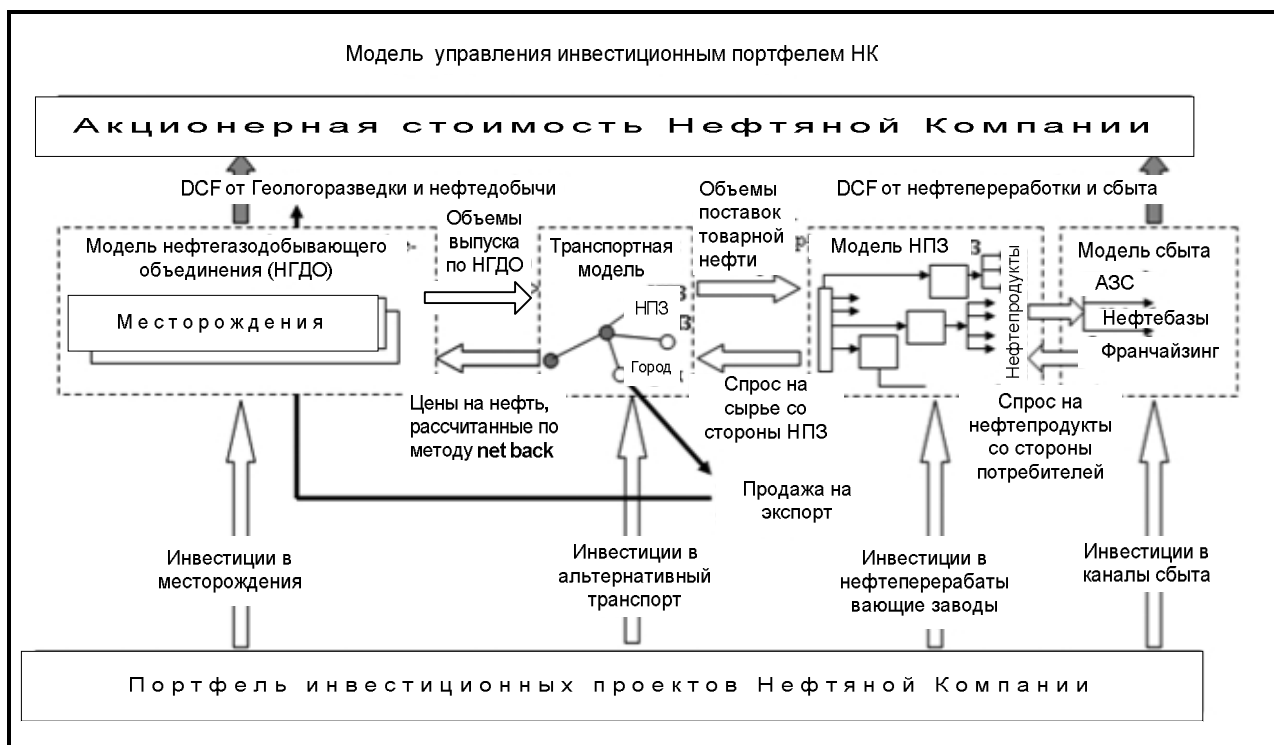 Модель управления инвестиционным портфелем НК
Акционерная стоимость Нефтяной Компании
DCF от Геологоразведки и нефтедобычи
Объемы
поставок
товарной
нефти
DCF от нефтепереработки и сбыта
Модель нефтегазодобывающего
объединения (НГДО)
Месторождения
Объемы
выпуска
по НГДО
Транспортная
модель
НПЗ
Город
Модель НПЗ
Нефтепродукты
Модель сбыта
АЗС
Нефтебазы
Франчайзинг
Цены на нефть,
рассчитанные по
методу net back
Спрос на
сырье со
стороны НПЗ
Спрос на
нефтепродукты
со стороны
потребителей
Продажа на
экспорт
Инвестиции в
месторождения
Инвестиции в
альтернативный
транспорт
Инвестиции в
нефтеперерабаты
вающие заводы
Инвестиции в
каналы сбыта
Портфель инвестиционных проектов Нефтяной Компании